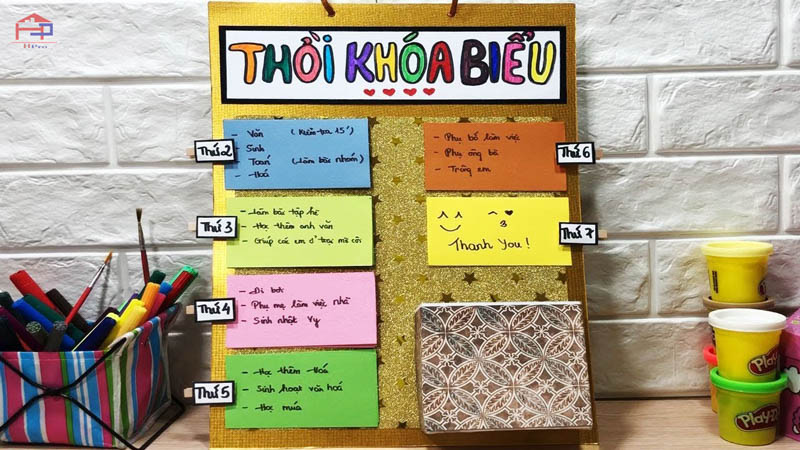 HPro
THỜI KHÓA BIỂU
Thứ 2
- Văn (Kiểm tra 15')
- Sinh
- Toán (Làm bài nhóm)
- Hoá
Thứ 3
- Làm bài tập hè
- Học thêm anh văn
- Giúp các em ở trại mồ côi
Thứ 4
- Đi bơi
- Phụ mẹ làm việc nhà
- Sinh nhật Vy
Thứ 5
- Học thêm Hoá
- Sinh hoạt văn hoá
- Học múa
Thứ 6
- Phụ bố làm việc
- Phụ ông bà
- Trông em
Thứ 7
Thank You!
Play-D
Play-D